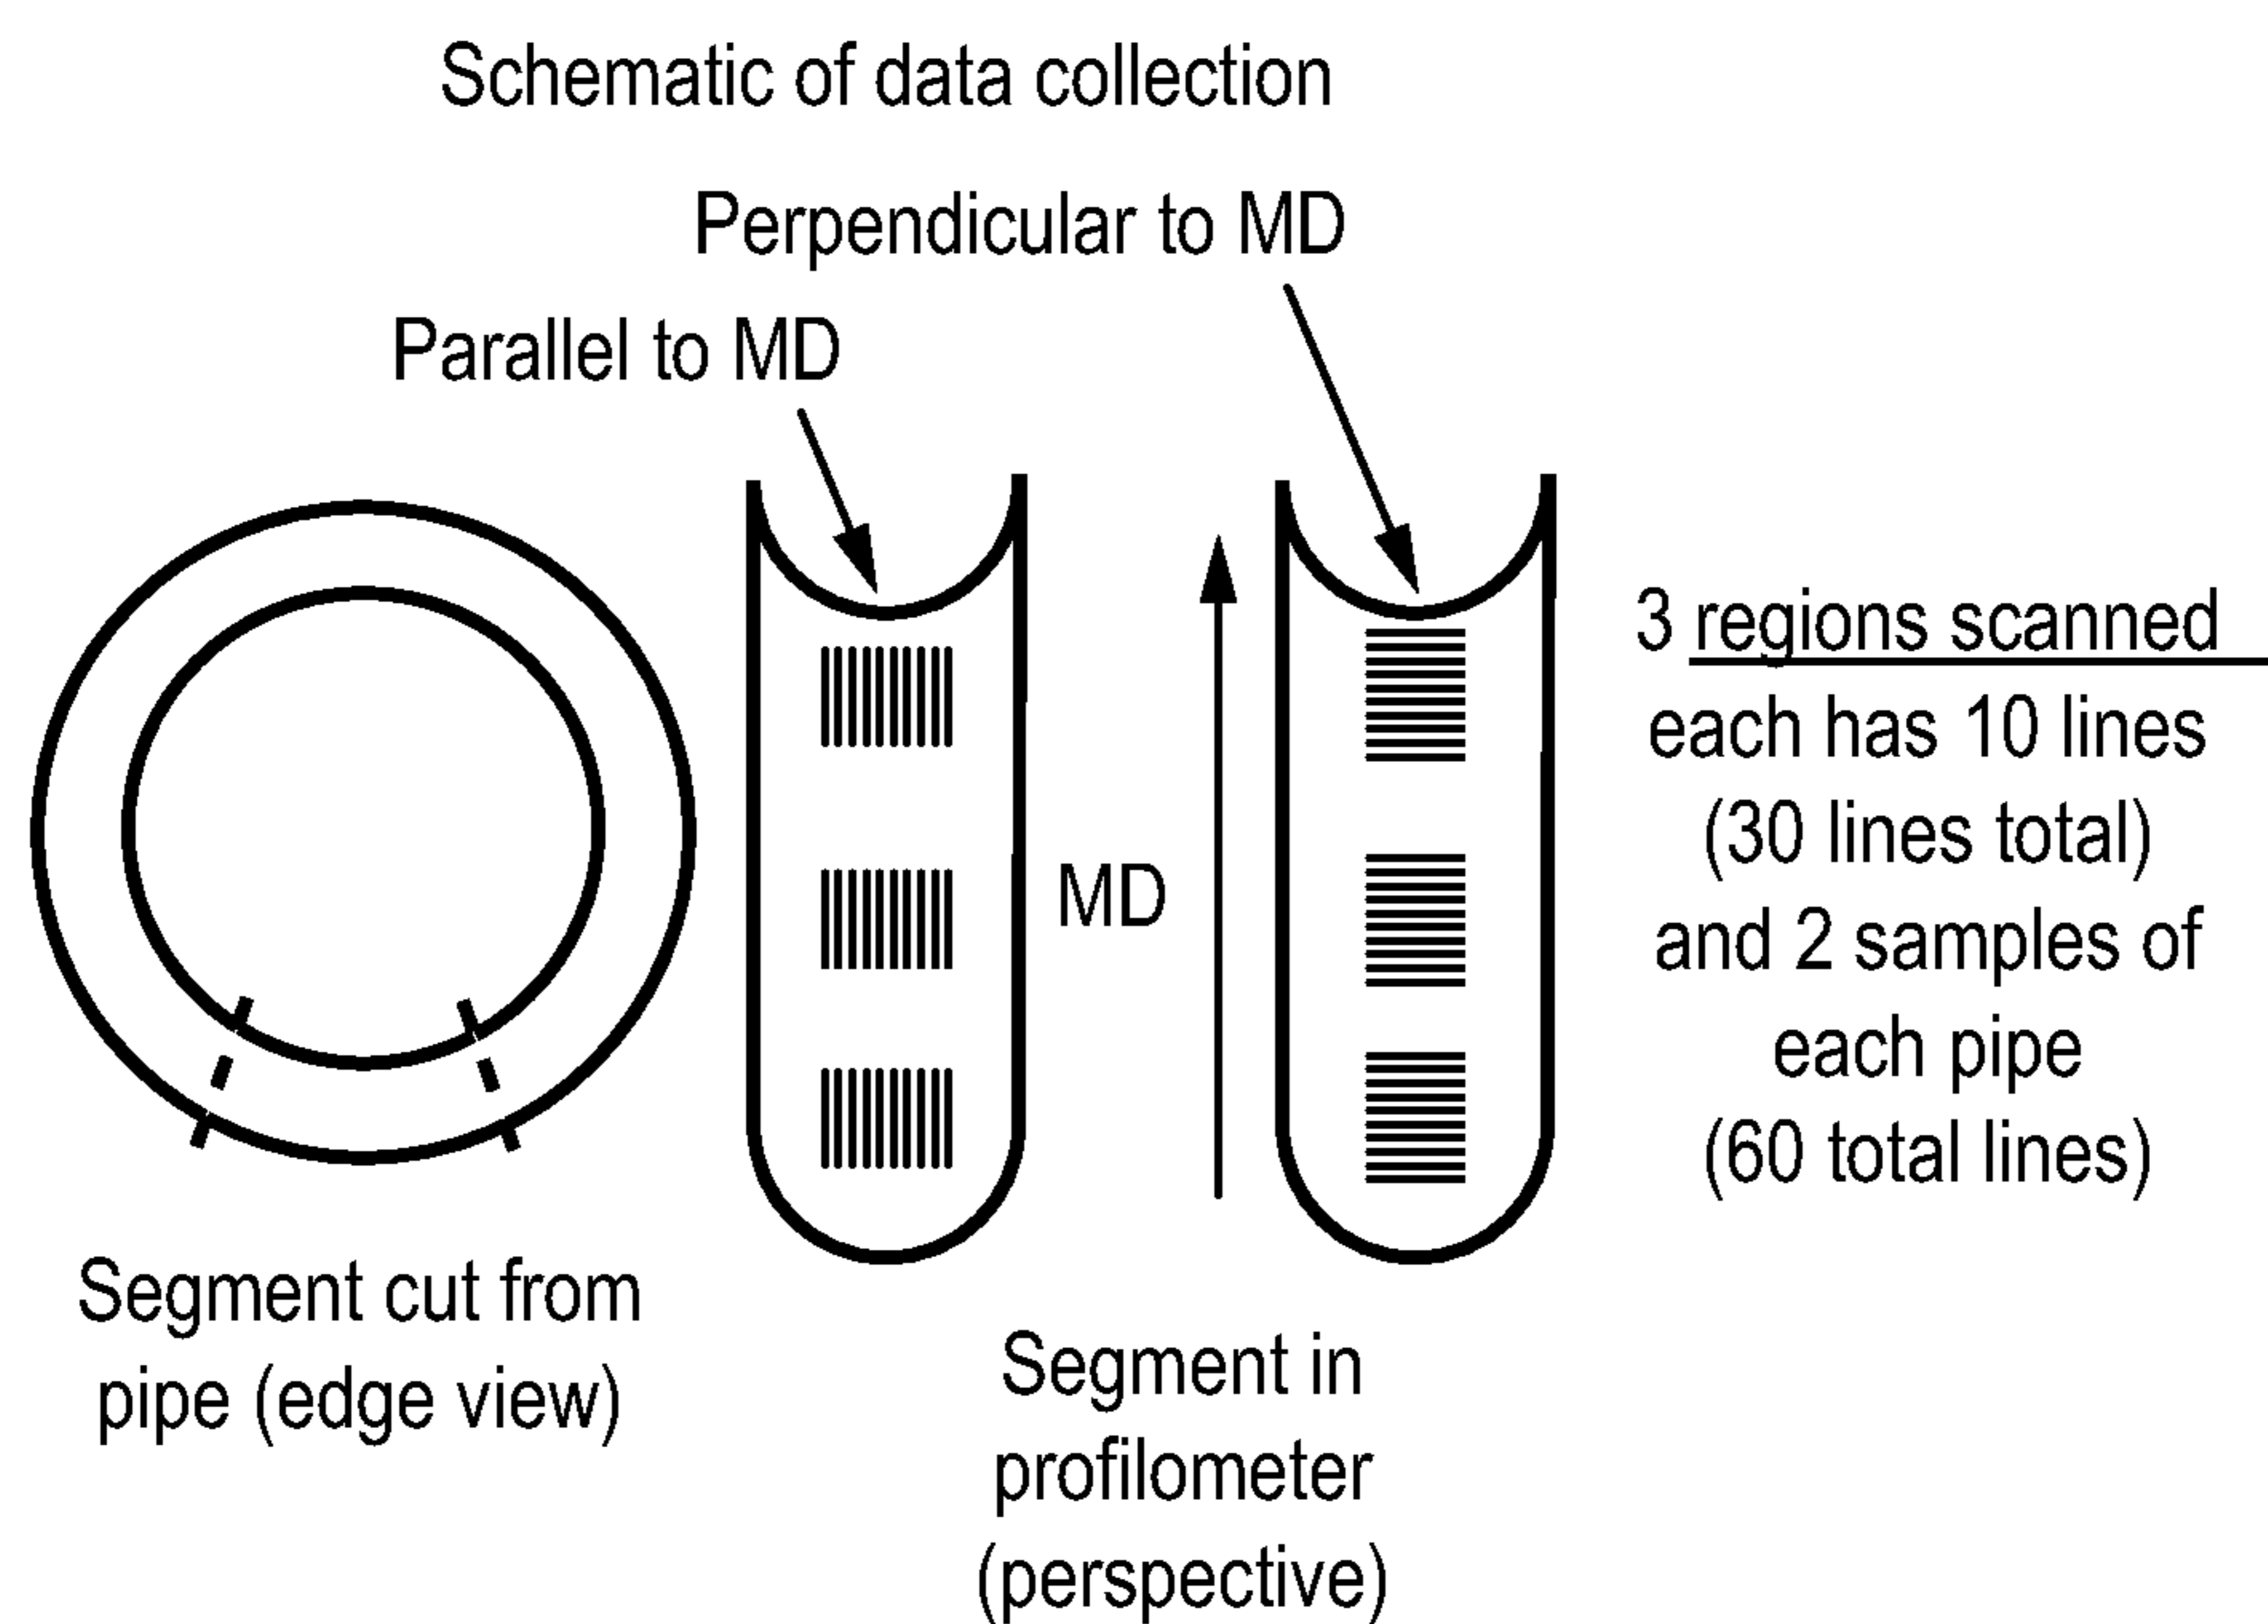 Schematic of data collection
Perpendicular to MD
Parallel to MD
MD
3 regions scanned
each has 10 lines
(30 lines total)
and 2 samples of
each pipe
(60 total lines)
Segment cut from
pipe (edge view)
Segment in
profilometer
(perspective)